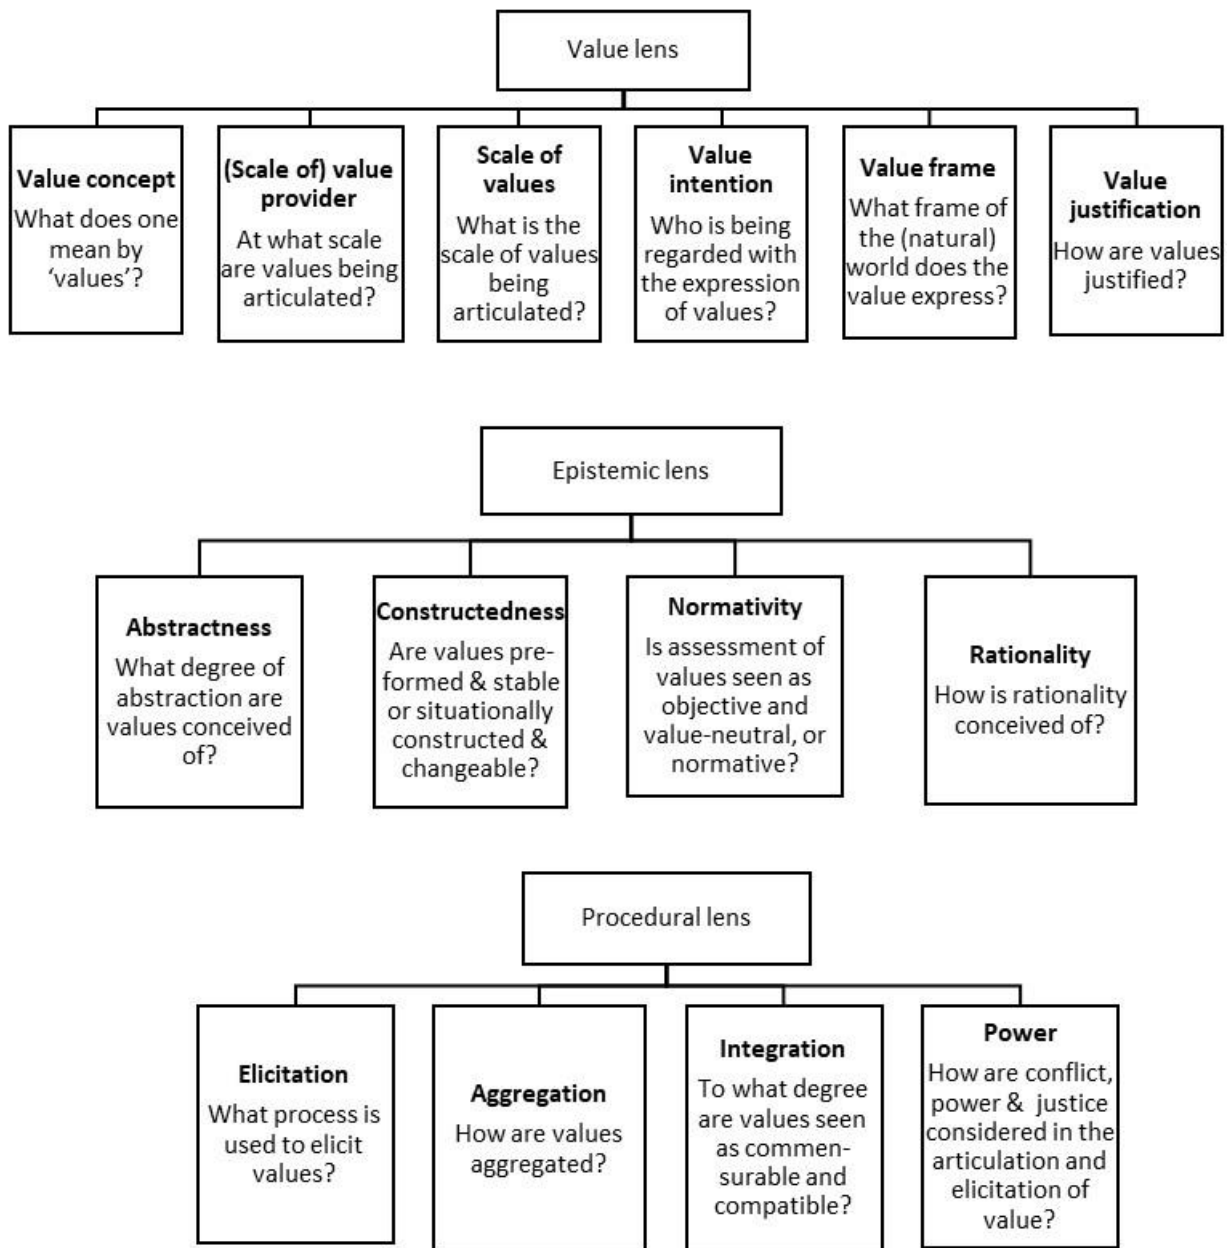 Value lens
Value concept
What does one
mean by
‘values’?
(Scale of) value
provider
At what scale
are values being
articulated?
Scale of
values
What is the
scale of values
being
articulated?
Value
intention
Who is being
regarded with
the expression
of values?
Value frame
What frame of
the (natural)
world does the
value express?
Value
justification
How are values
justified?
Epistemic lens
Abstractness
What degree of
abstraction are
values conceived
of?
Constructedness
Are values pre-
formed & stable
or situationally
constructed &
changeable?
Normativity
Is assessment of
values seen as
objective and
value-neutral, or
normative?
Rationality
How is rationality
conceived of?
Procedural lens
Elicitation
What process is
used to elicit
values?
Aggregation
How are values
aggregated?
Integration
To what degree
are values seen
as commen-
surable and
compatible?
Power
How are conflict,
power & justice
considered in the
articulation and
elicitation of
value?